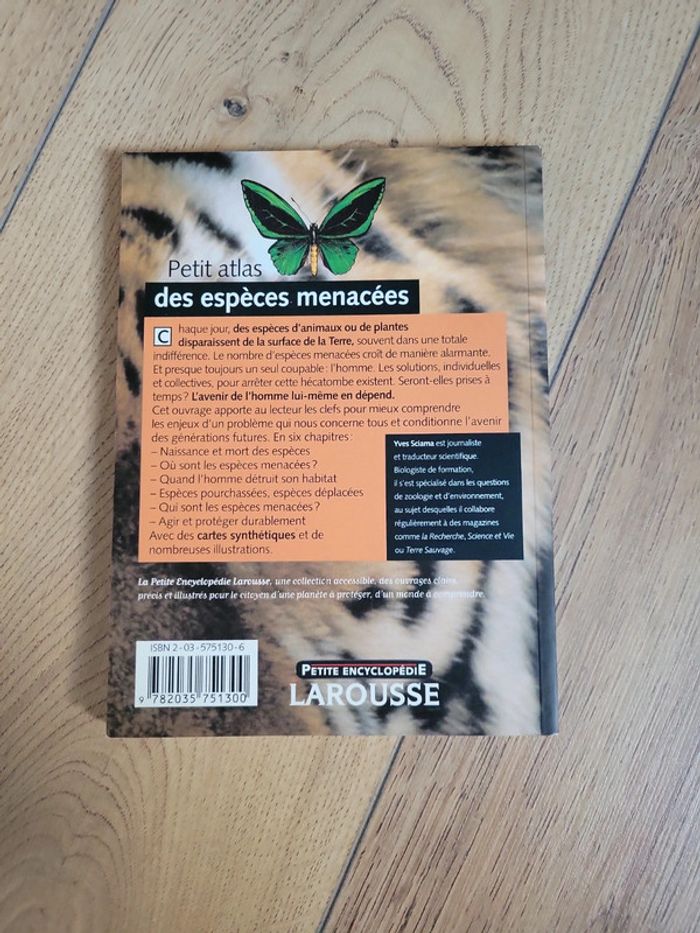 Petit atlas
des espèces menacées
Chaque jour, des espèces d'animaux ou de plantes
disparaissent de la surface de la Terre, souvent dans une totale
indifférence. Le nombre d'espèces menacées croît de manière alarmante.
Et presque toujours un seul coupable : l'homme. Les solutions, individuelles
et collectives, pour arrêter cette hécatombe existent. Seront-elles prises à
temps ? L'avenir de l'homme lui-même en dépend.
Cet ouvrage apporte au lecteur les clefs pour mieux comprendre
les enjeux d'un problème qui nous concerne tous et conditionne l'avenir
des générations futures. En six chapitres :
– Naissance et mort des espèces
– Où sont les espèces menacées ?
– Quand l'homme détruit son habitat
– Espèces pourchassées, espèces déplacées
– Qui sont les espèces menacées ?
– Agir et protéger durablement
Avec des cartes synthétiques et de
nombreuses illustrations.
Yves Sciama est journaliste
et traducteur scientifique.
Biologiste de formation,
il s'est spécialisé dans les questions
de zoologie et d'environnement,
au sujet desquelles il collabore
régulièrement à des magazines
comme la Recherche, Science et Vie
ou Terre Sauvage.
La Petite Encyclopédie Larousse, une collection accessible, des ouvrages clairs,
précis et illustrés pour le citoyen d'une planète à protéger, d'un monde à comprendre.
ISBN 2-03-575130-6
9 782035 751300
PETITE ENCYCLOPÉDIE
LAROUSSE